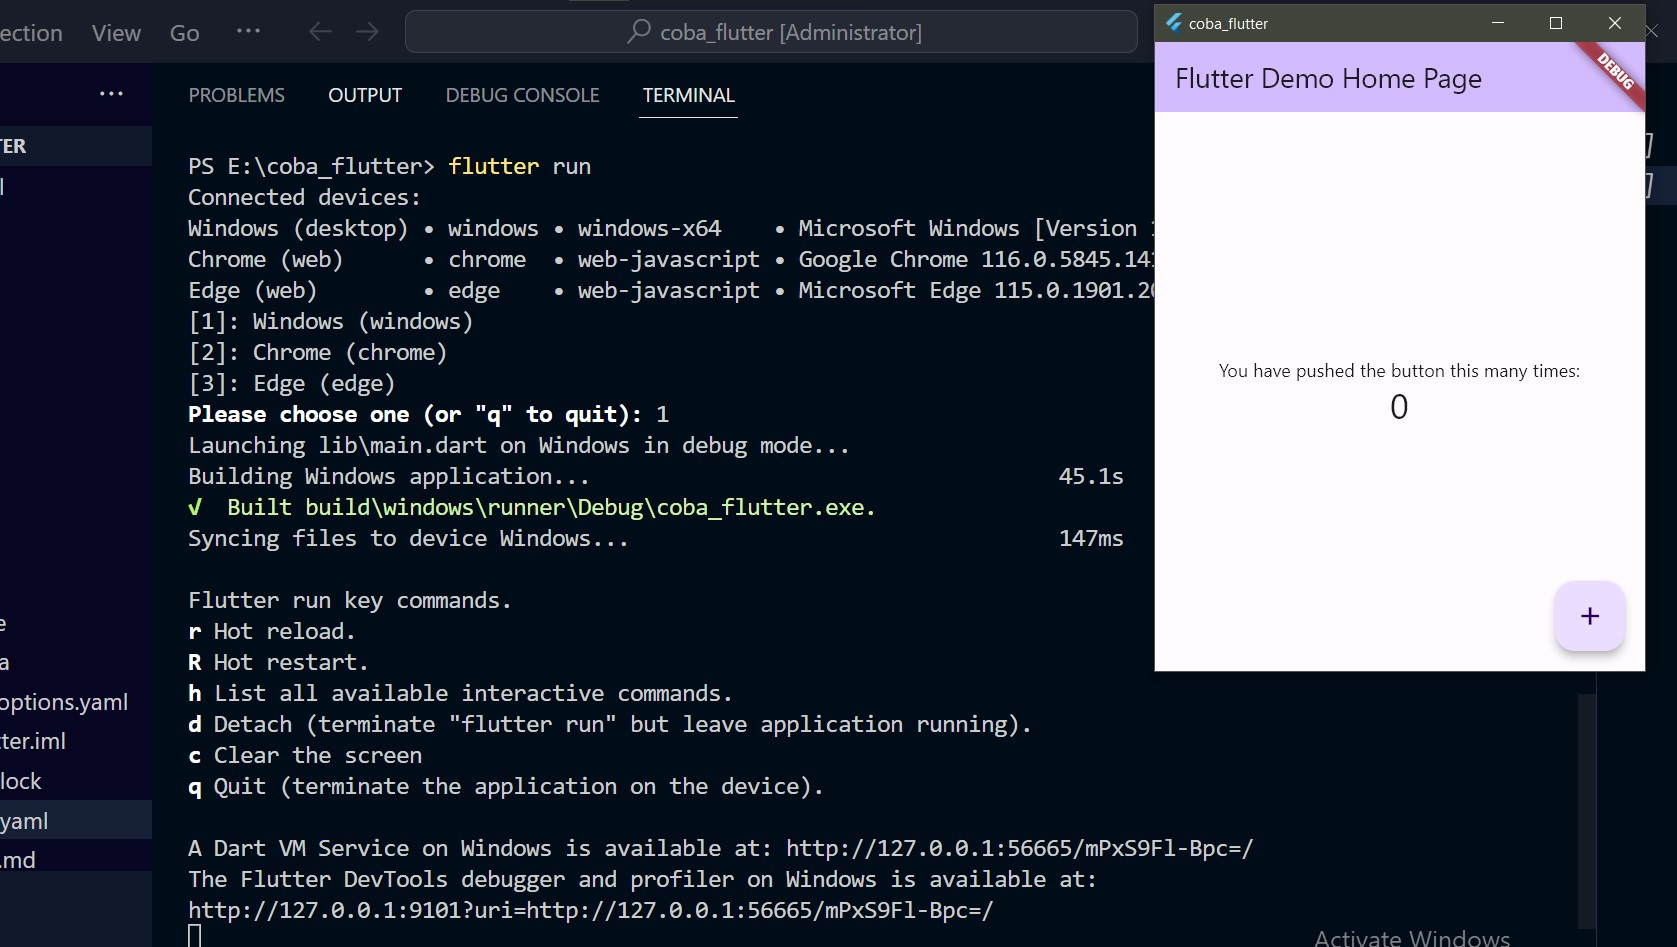 ection View Go ···
coba_flutter [Administrator]
coba_flutter
PROBLEMS OUTPUT DEBUG CONSOLE TERMINAL
Flutter Demo Home Page
DEBUG
TER
PS E:\coba_flutter> flutter run
Connected devices:
Windows (desktop) • windows • windows-x64 • Microsoft Windows [Version
Chrome (web) • chrome • web-javascript • Google Chrome 116.0.5845.141
Edge (web) • edge • web-javascript • Microsoft Edge 115.0.1901.20
[1]: Windows (windows)
[2]: Chrome (chrome)
[3]: Edge (edge)
Please choose one (or "q" to quit): 1
Launching lib\main.dart on Windows in debug mode...
Building Windows application... 45.1s
√ Built build\windows\runner\Debug\coba_flutter.exe.
Syncing files to device Windows... 147ms
You have pushed the button this many times:
0
+
Flutter run key commands.
r Hot reload.
R Hot restart.
h List all available interactive commands.
d Detach (terminate "flutter run" but leave application running).
c Clear the screen
q Quit (terminate the application on the device).
A Dart VM Service on Windows is available at: http://127.0.0.1:56665/mPxS9Fl-Bpc=/
The Flutter DevTools debugger and profiler on Windows is available at:
http://127.0.0.1:9101?uri=http://127.0.0.1:56665/mPxS9Fl-Bpc=/
e
a
options.yaml
tter.iml
lock
yaml
.md
Activate Windows